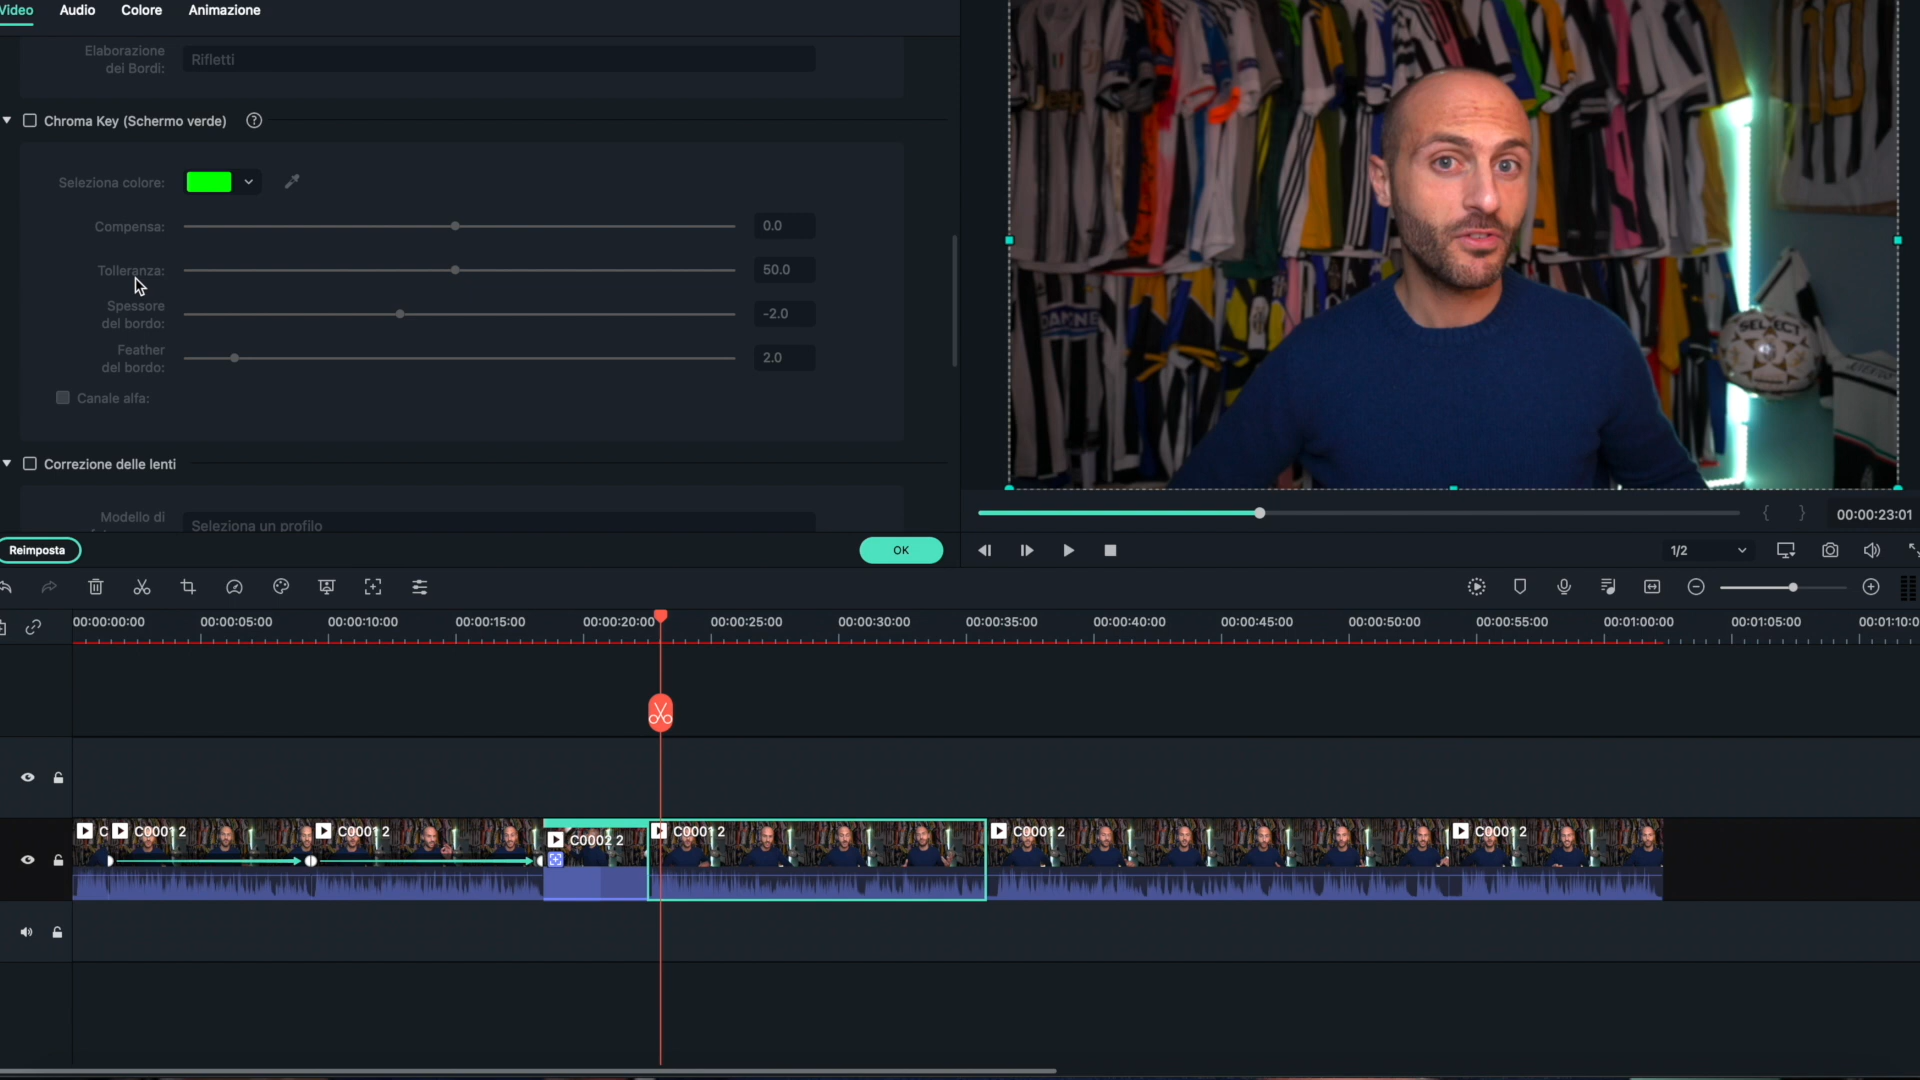 Video Audio Colore Animazione
Elaborazione
dei Bordi:
Rifletti
Chroma Key (Schermo verde) ?
Seleziona colore:
Compensa: 0.0
Tolleranza: 50.0
Spessore
del bordo: -2.0
Feather
del bordo: 2.0
Canale alfa:
Correzione delle lenti
Modello di
Seleziona un profilo
Reimposta OK
DANONE
SELECT
{ } 00:00:23:01
1/2
00:00:00:00 00:00:05:00 00:00:10:00 00:00:15:00 00:00:20:00 00:00:25:00 00:00:30:00 00:00:35:00 00:00:40:00 00:00:45:00 00:00:50:00 00:00:55:00 00:01:00:00 00:01:05:00 00:01:10:0
C C0001 2 C0001 2 C0002 2 C0001 2 C0001 2 C0001 2